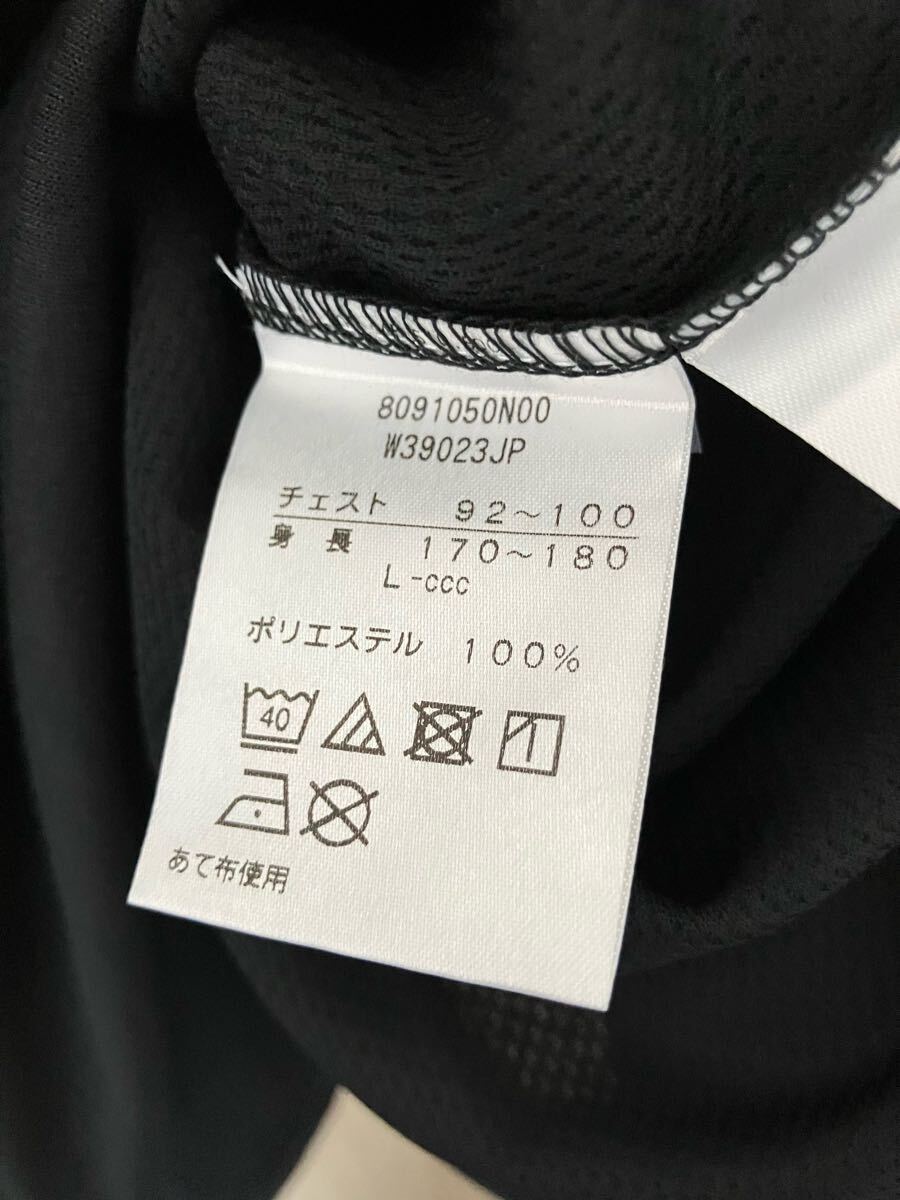 8091050N00
W39023JP
チェスト 92～100
身長 170～180
L-ccc
ポリエステル 100%
40
あて布使用